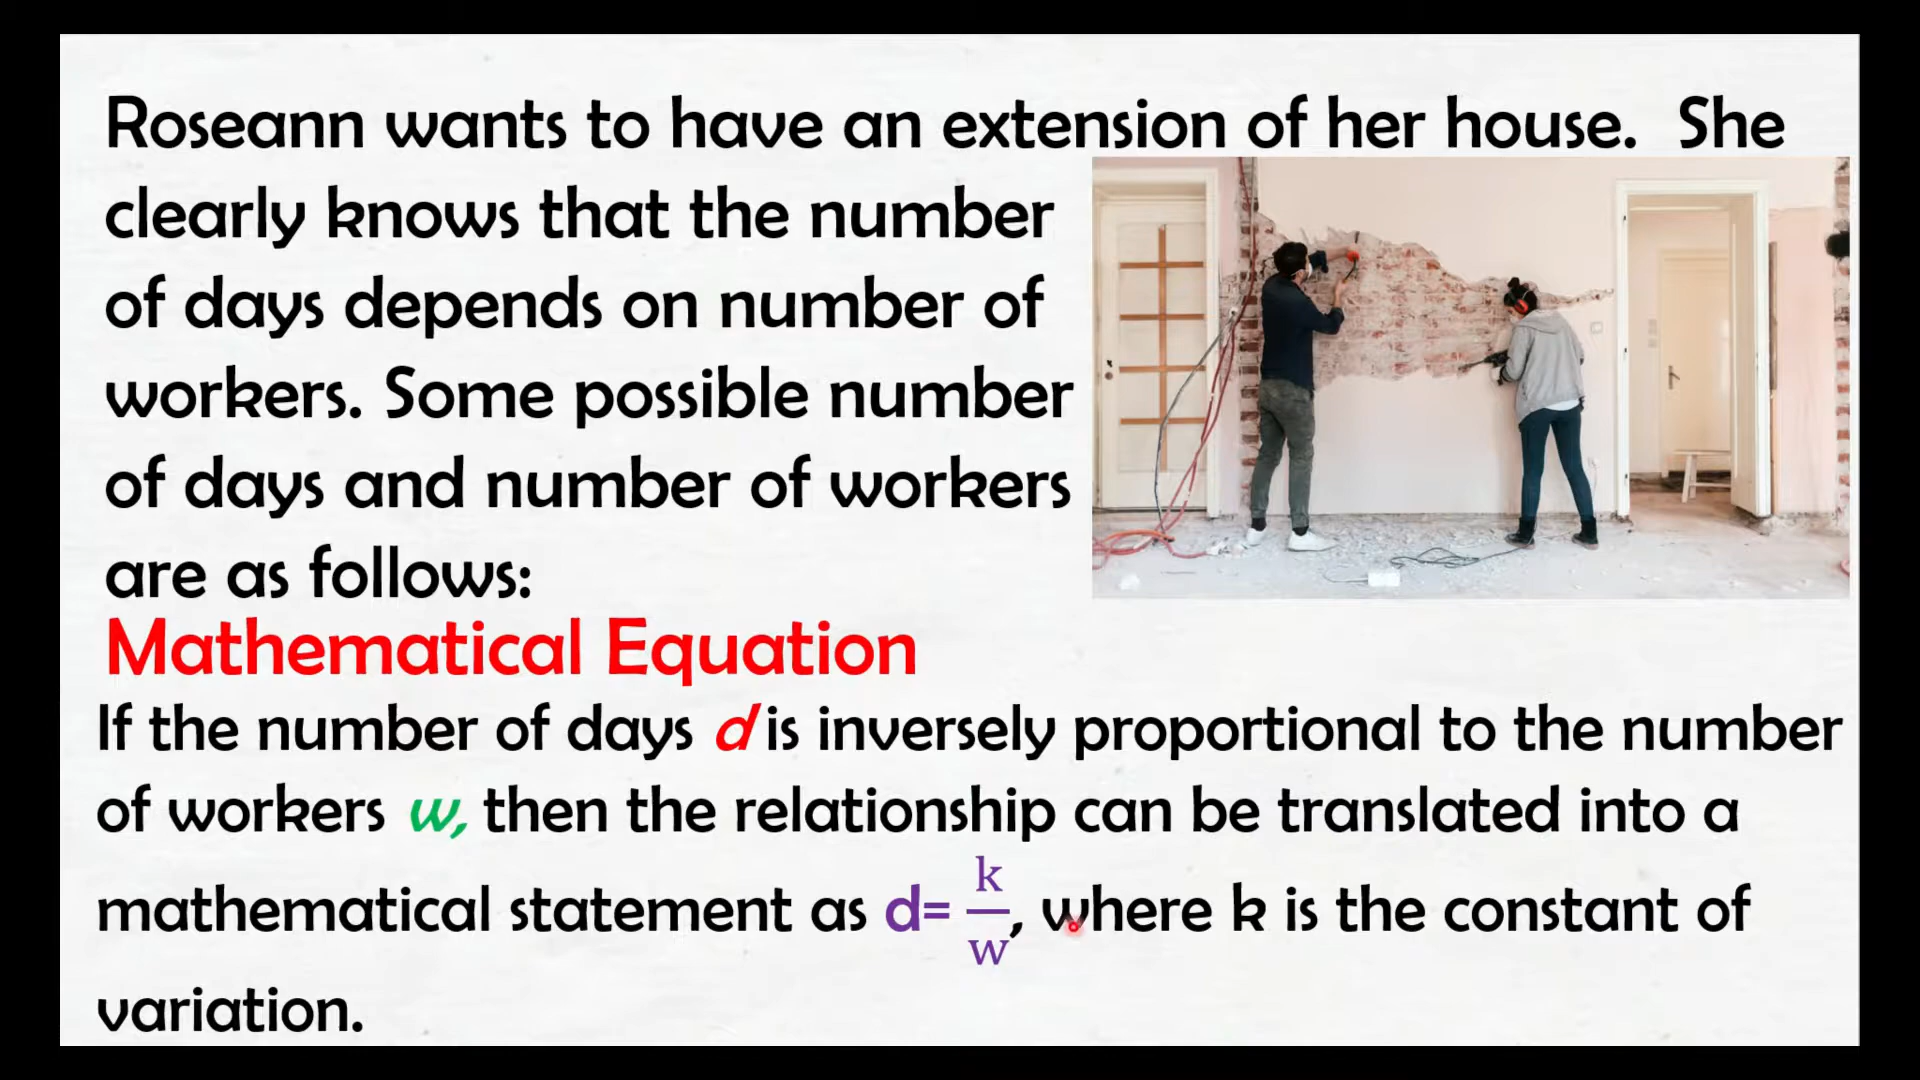 Roseann wants to have an extension of her house. She
clearly knows that the number
of days depends on number of
workers. Some possible number
of days and number of workers
are as follows:
Mathematical Equation
If the number of days d is inversely proportional to the number
of workers w, then the relationship can be translated into a
mathematical statement as d= k/w, where k is the constant of
variation.